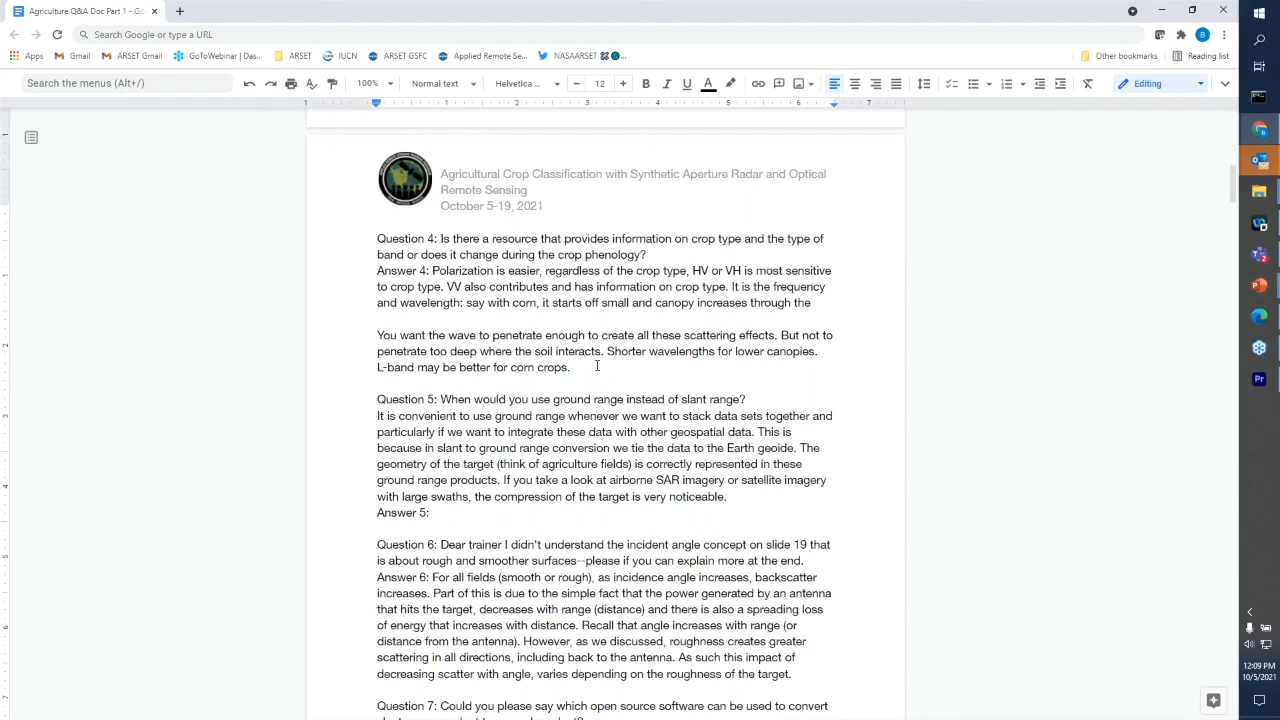 Agriculture Q&A Doc Part 1 - Go
Search Google or type a URL
B
Apps
Gmail
ARSET Gmail
GoToWebinar | Das...
ARSET
IUCN
ARSET GSFC
Applied Remote Se...
NASAARSET
Other bookmarks
Reading list
Search the menus (Alt+/)
100%
Normal text
Helvetica ...
12
B
I
U
A
Editing
1
1
2
3
4
5
6
7
Agricultural Crop Classification with Synthetic Aperture Radar and Optical
Remote Sensing
October 5-19, 2021
Question 4: Is there a resource that provides information on crop type and the type of
band or does it change during the crop phenology?
Answer 4: Polarization is easier, regardless of the crop type, HV or VH is most sensitive
to crop type. VV also contributes and has information on crop type. It is the frequency
and wavelength: say with corn, it starts off small and canopy increases through the
You want the wave to penetrate enough to create all these scattering effects. But not to
penetrate too deep where the soil interacts. Shorter wavelengths for lower canopies.
L-band may be better for corn crops.
Question 5: When would you use ground range instead of slant range?
It is convenient to use ground range whenever we want to stack data sets together and
particularly if we want to integrate these data with other geospatial data. This is
because in slant to ground range conversion we tie the data to the Earth geoide. The
geometry of the target (think of agriculture fields) is correctly represented in these
ground range products. If you take a look at airborne SAR imagery or satellite imagery
with large swaths, the compression of the target is very noticeable.
Answer 5:
Question 6: Dear trainer I didn't understand the incident angle concept on slide 19 that
is about rough and smoother surfaces--please if you can explain more at the end.
Answer 6: For all fields (smooth or rough), as incidence angle increases, backscatter
increases. Part of this is due to the simple fact that the power generated by an antenna
that hits the target, decreases with range (distance) and there is also a spreading loss
of energy that increases with distance. Recall that angle increases with range (or
distance from the antenna). However, as we discussed, roughness creates greater
scattering in all directions, including back to the antenna. As such this impact of
decreasing scatter with angle, varies depending on the roughness of the target.
Question 7: Could you please say which open source software can be used to convert
12:09 PM
10/5/2021